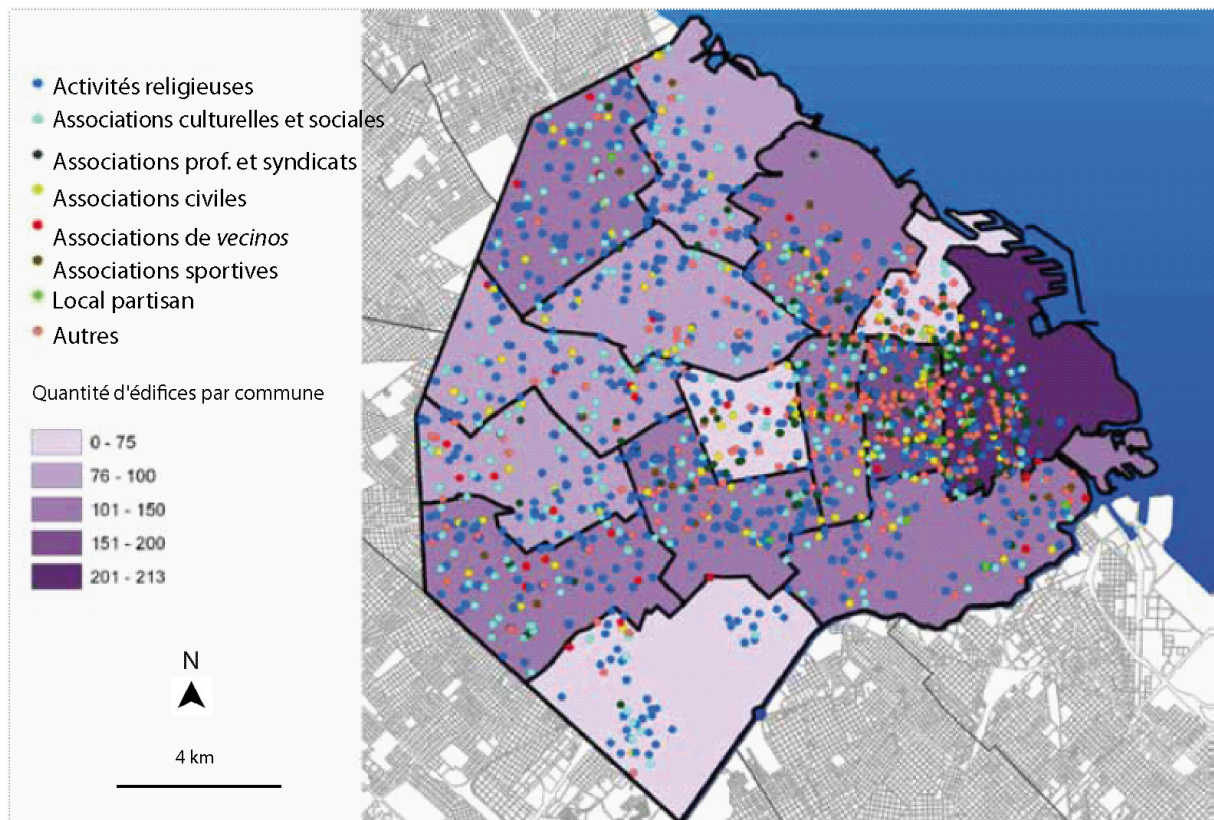 Activités religieuses
Associations culturelles et sociales
Associations prof. et syndicats
Associations civiles
Associations de vecinos
Associations sportives
Local partisan
Autres
Quantité d'édifices par commune
0 - 75
76 - 100
101 - 150
151 - 200
201 - 213
N
4 km